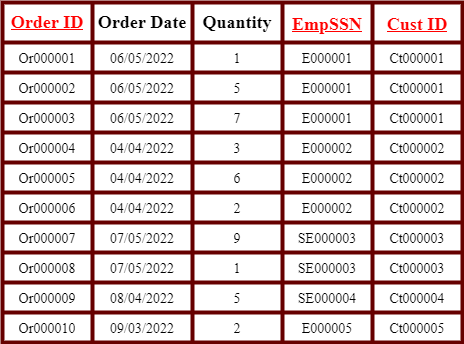 Order ID Order Date Quantity EmpSSN Cust ID
Or000001 06/05/2022 1 E000001 Ct000001
Or000002 06/05/2022 5 E000001 Ct000001
Or000003 06/05/2022 7 E000001 Ct000001
Or000004 04/04/2022 3 E000002 Ct000002
Or000005 04/04/2022 6 E000002 Ct000002
Or000006 04/04/2022 2 E000002 Ct000002
Or000007 07/05/2022 9 SE000003 Ct000003
Or000008 07/05/2022 1 SE000003 Ct000003
Or000009 08/04/2022 5 SE000004 Ct000004
Or000010 09/03/2022 2 E000005 Ct000005